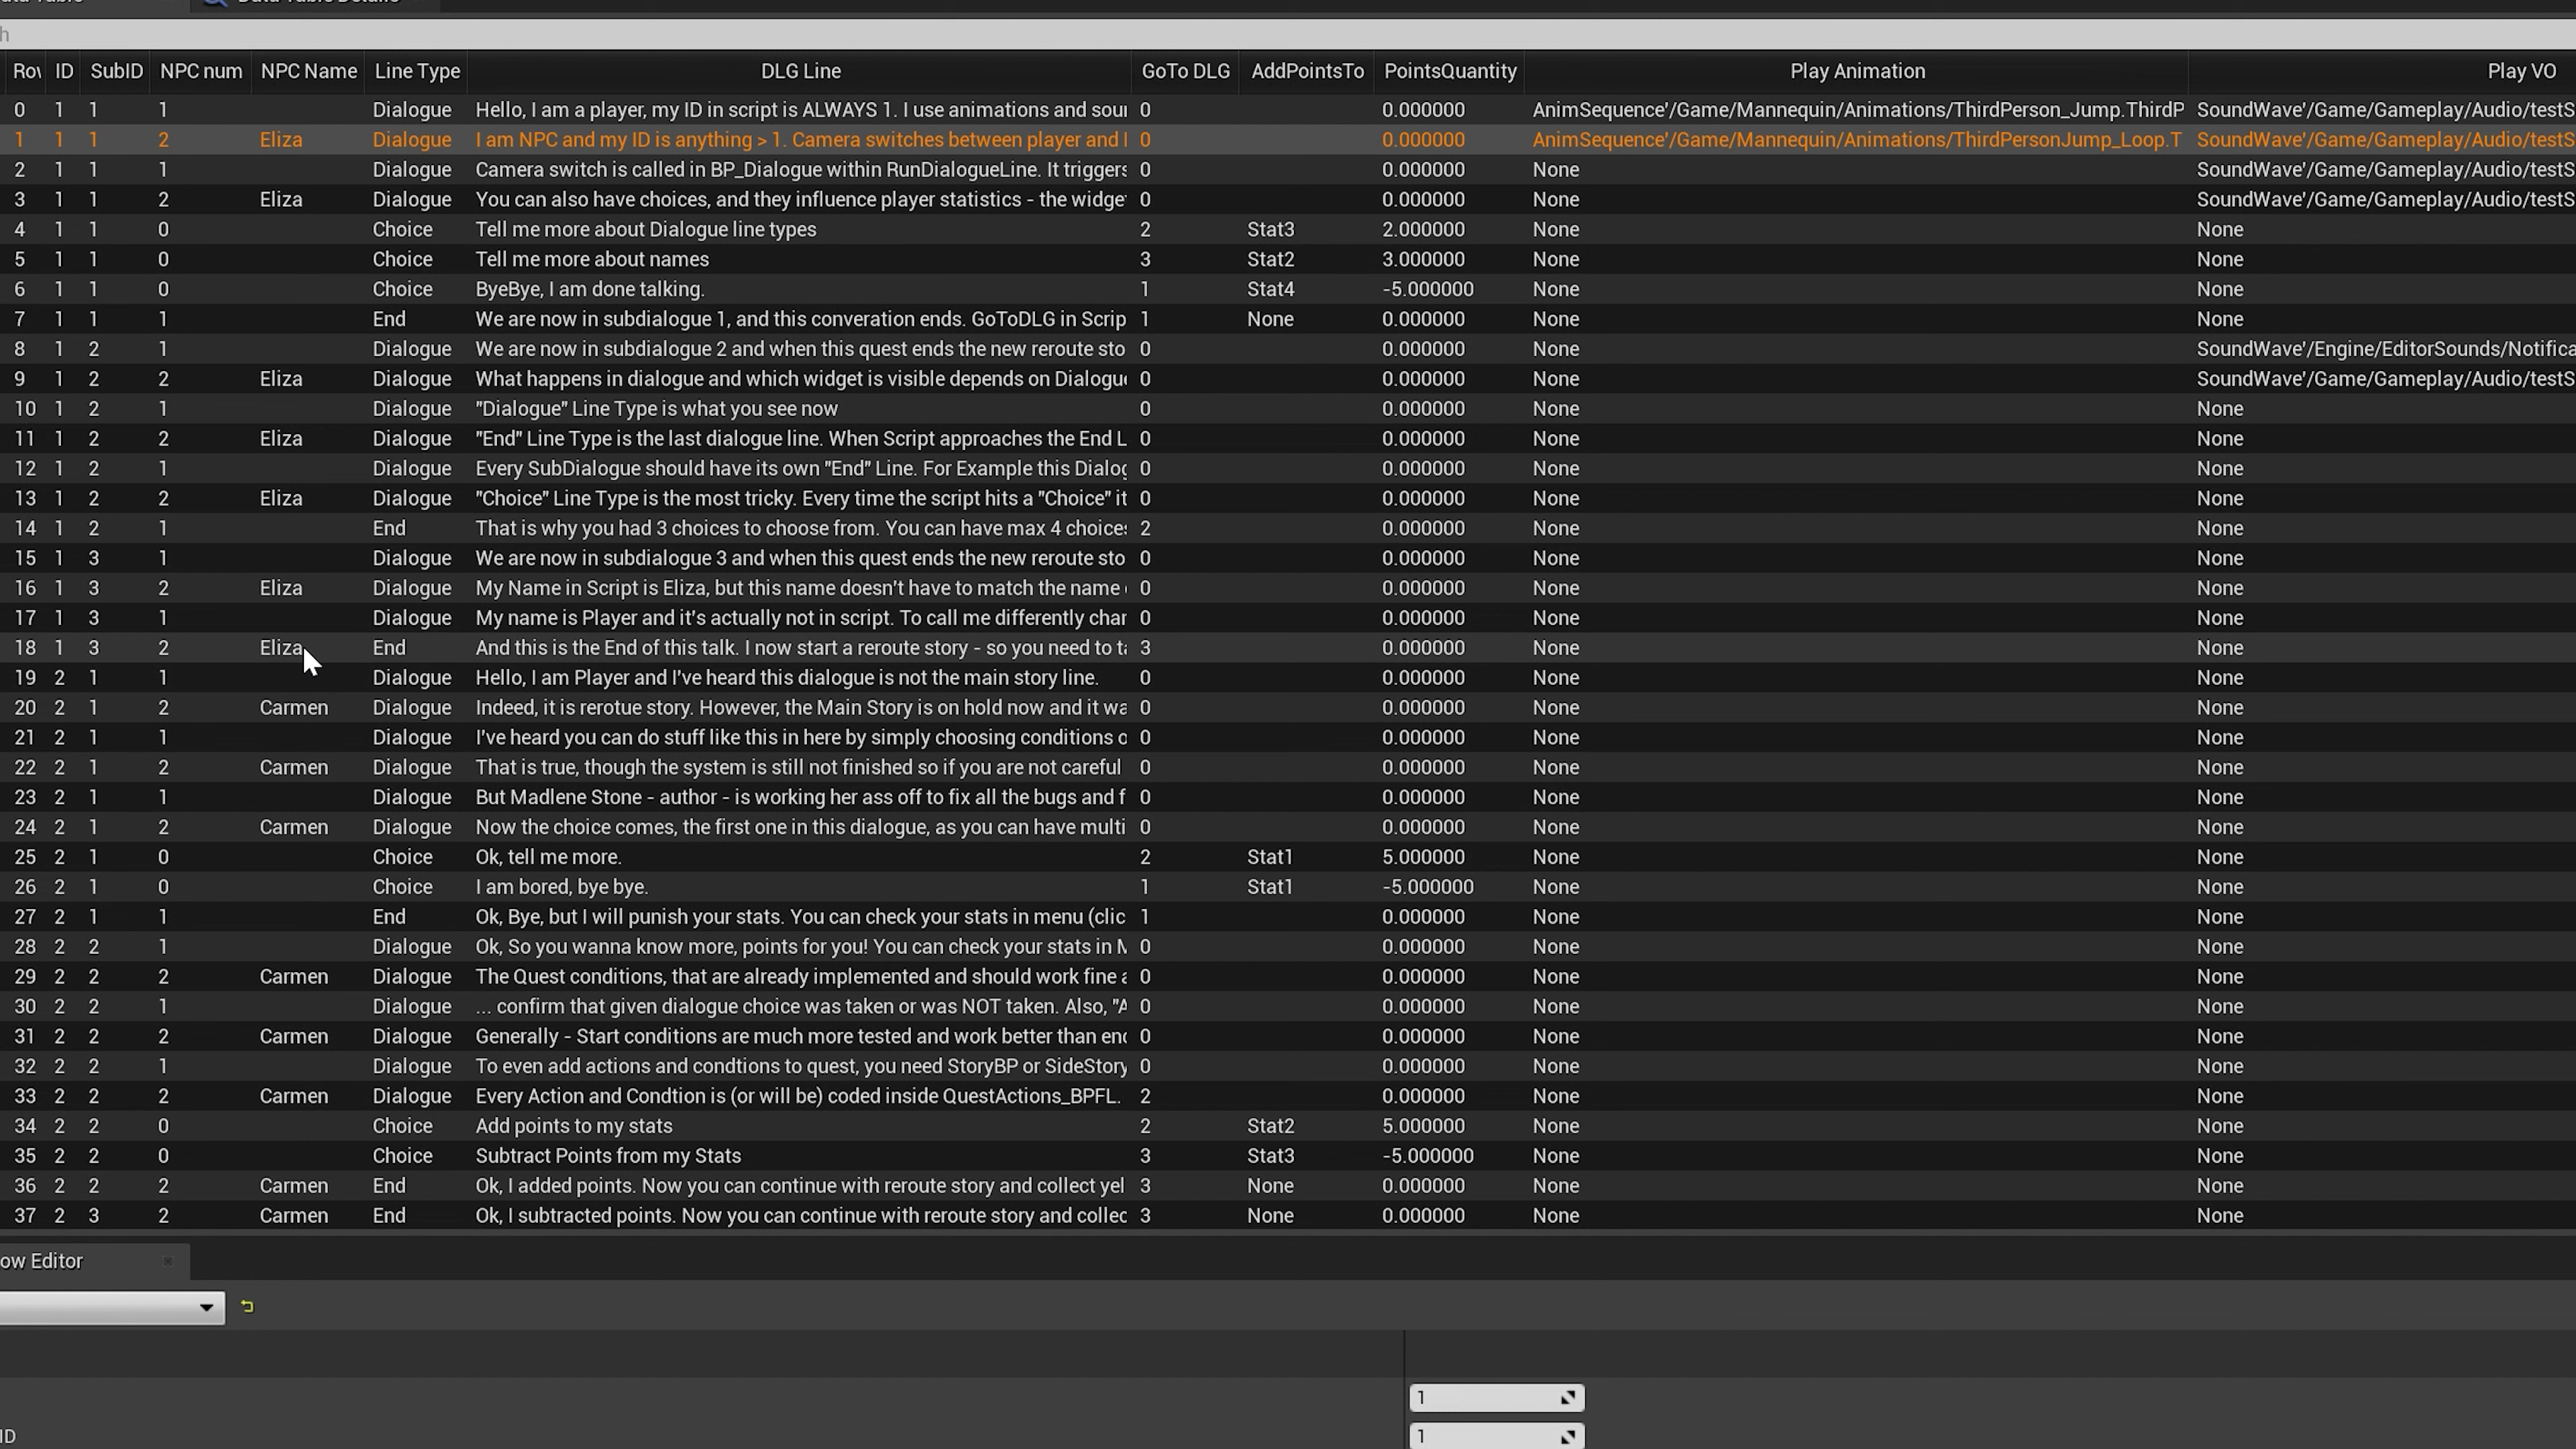 Data Table Details
h
Row ID SubID NPC num NPC Name Line Type DLG Line GoTo DLG AddPointsTo PointsQuantity Play Animation Play VO
0 1 1 1 Dialogue Hello, I am a player, my ID in script is ALWAYS 1. I use animations and sour 0 0.000000 AnimSequence'/Game/Mannequin/Animations/ThirdPerson_Jump.ThirdP SoundWave'/Game/Gameplay/Audio/testS
1 1 1 2 Eliza Dialogue I am NPC and my ID is anything > 1. Camera switches between player and 0 0.000000 AnimSequence'/Game/Mannequin/Animations/ThirdPersonJump_Loop.T SoundWave'/Game/Gameplay/Audio/testS
2 1 1 1 Dialogue Camera switch is called in BP_Dialogue within RunDialogueLine. It triggers 0 0.000000 None SoundWave'/Game/Gameplay/Audio/testS
3 1 1 2 Eliza Dialogue You can also have choices, and they influence player statistics - the widge 0 0.000000 None SoundWave'/Game/Gameplay/Audio/testS
4 1 1 0 Choice Tell me more about Dialogue line types 2 Stat3 2.000000 None None
5 1 1 0 Choice Tell me more about names 3 Stat2 3.000000 None None
6 1 1 0 Choice ByeBye, I am done talking. 1 Stat4 -5.000000 None None
7 1 1 1 End We are now in subdialogue 1, and this converation ends. GoToDLG in Scrip 1 None 0.000000 None None
8 1 2 1 Dialogue We are now in subdialogue 2 and when this quest ends the new reroute sto 0 0.000000 None SoundWave'/Engine/EditorSounds/Notifica
9 1 2 2 Eliza Dialogue What happens in dialogue and which widget is visible depends on Dialogue 0 0.000000 None SoundWave'/Game/Gameplay/Audio/testS
10 1 2 1 Dialogue "Dialogue" Line Type is what you see now 0 0.000000 None None
11 1 2 2 Eliza Dialogue "End" Line Type is the last dialogue line. When Script approaches the End L 0 0.000000 None None
12 1 2 1 Dialogue Every SubDialogue should have its own "End" Line. For Example this Dialog 0 0.000000 None None
13 1 2 2 Eliza Dialogue "Choice" Line Type is the most tricky. Every time the script hits a "Choice" it 0 0.000000 None None
14 1 2 1 End That is why you had 3 choices to choose from. You can have max 4 choices 2 0.000000 None None
15 1 3 1 Dialogue We are now in subdialogue 3 and when this quest ends the new reroute sto 0 0.000000 None None
16 1 3 2 Eliza Dialogue My Name in Script is Eliza, but this name doesn't have to match the name 0 0.000000 None None
17 1 3 1 Dialogue My name is Player and it's actually not in script. To call me differently char 0 0.000000 None None
18 1 3 2 Eliza End And this is the End of this talk. I now start a reroute story - so you need to ta 3 0.000000 None None
19 2 1 1 Dialogue Hello, I am Player and I've heard this dialogue is not the main story line. 0 0.000000 None None
20 2 1 2 Carmen Dialogue Indeed, it is rerotue story. However, the Main Story is on hold now and it wa 0 0.000000 None None
21 2 1 1 Dialogue I've heard you can do stuff like this in here by simply choosing conditions o 0 0.000000 None None
22 2 1 2 Carmen Dialogue That is true, though the system is still not finished so if you are not careful 0 0.000000 None None
23 2 1 1 Dialogue But Madlene Stone - author - is working her ass off to fix all the bugs and f 0 0.000000 None None
24 2 1 2 Carmen Dialogue Now the choice comes, the first one in this dialogue, as you can have multi 0 0.000000 None None
25 2 1 0 Choice Ok, tell me more. 2 Stat1 5.000000 None None
26 2 1 0 Choice I am bored, bye bye. 1 Stat1 -5.000000 None None
27 2 1 1 End Ok, Bye, but I will punish your stats. You can check your stats in menu (clic 1 0.000000 None None
28 2 2 1 Dialogue Ok, So you wanna know more, points for you! You can check your stats in M 0 0.000000 None None
29 2 2 2 Carmen Dialogue The Quest conditions, that are already implemented and should work fine a 0 0.000000 None None
30 2 2 1 Dialogue ... confirm that given dialogue choice was taken or was NOT taken. Also, "A 0 0.000000 None None
31 2 2 2 Carmen Dialogue Generally - Start conditions are much more tested and work better than enc 0 0.000000 None None
32 2 2 1 Dialogue To even add actions and condtions to quest, you need StoryBP or SideStory 0 0.000000 None None
33 2 2 2 Carmen Dialogue Every Action and Condtion is (or will be) coded inside QuestActions_BPFL. 2 0.000000 None None
34 2 2 0 Choice Add points to my stats 2 Stat2 5.000000 None None
35 2 2 0 Choice Subtract Points from my Stats 3 Stat3 -5.000000 None None
36 2 2 2 Carmen End Ok, I added points. Now you can continue with reroute story and collect yel 3 None 0.000000 None None
37 2 3 2 Carmen End Ok, I subtracted points. Now you can continue with reroute story and collec 3 None 0.000000 None None
ow Editor
1
ID 1